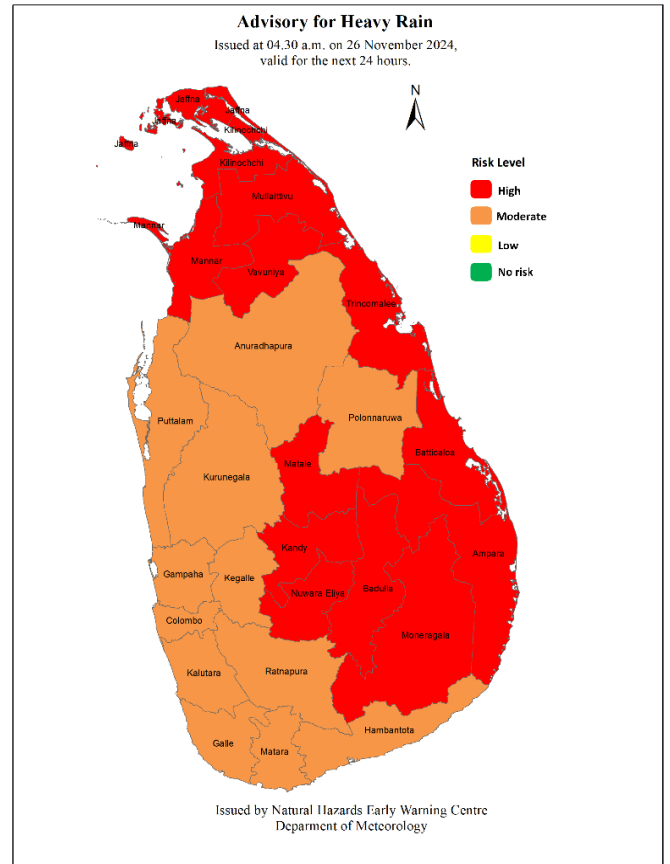 Advisory for Heavy Rain
Issued at 04.30 a.m. on 26 November 2024,
valid for the next 24 hours.
N
Jaffna
Jaffna
Jaffna
Kilinochchi
Jaffna
Kilinochchi
Risk Level
High
Mullaittivu
Moderate
Mannar
Low
Mannar
Vavuniya
No risk
Trincomalee
Anuradhapura
Polonnaruwa
Puttalam
Batticaloa
Matale
Kurunegala
Kandy
Ampara
Gampaha
Kegalle
Badulla
Nuwara Eliya
Colombo
Moneragala
Kalutara
Ratnapura
Hambantota
Galle
Matara
Issued by Natural Hazards Early Warning Centre
Deparment of Meteorology